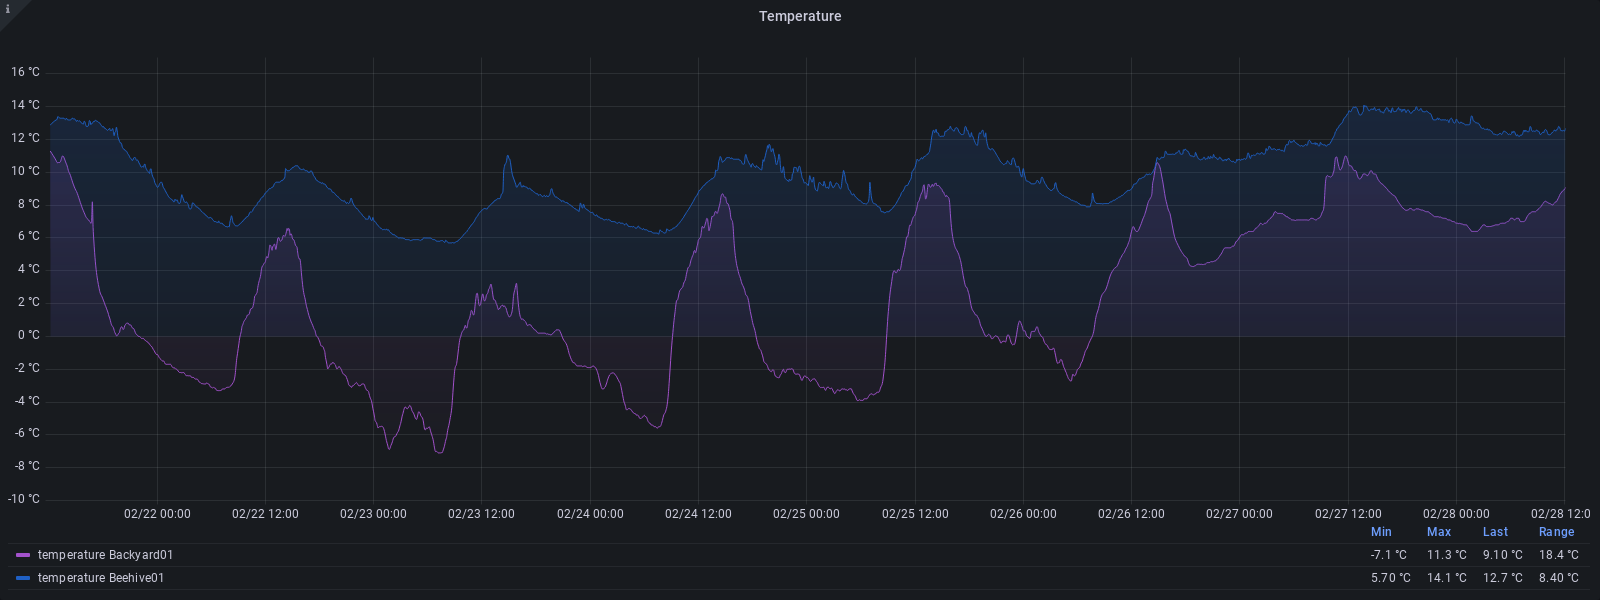 i
Temperature
16 °C
14 °C
12 °C
10 °C
8 °C
6 °C
4 °C
2 °C
0 °C
-2 °C
-4 °C
-6 °C
-8 °C
-10 °C
02/22 00:00 02/22 12:00 02/23 00:00 02/23 12:00 02/24 00:00 02/24 12:00 02/25 00:00 02/25 12:00 02/26 00:00 02/26 12:00 02/27 00:00 02/27 12:00 02/28 00:00 02/28 12:0
Min Max Last Range
temperature Backyard01 -7.1 °C 11.3 °C 9.10 °C 18.4 °C
temperature Beehive01 5.70 °C 14.1 °C 12.7 °C 8.40 °C